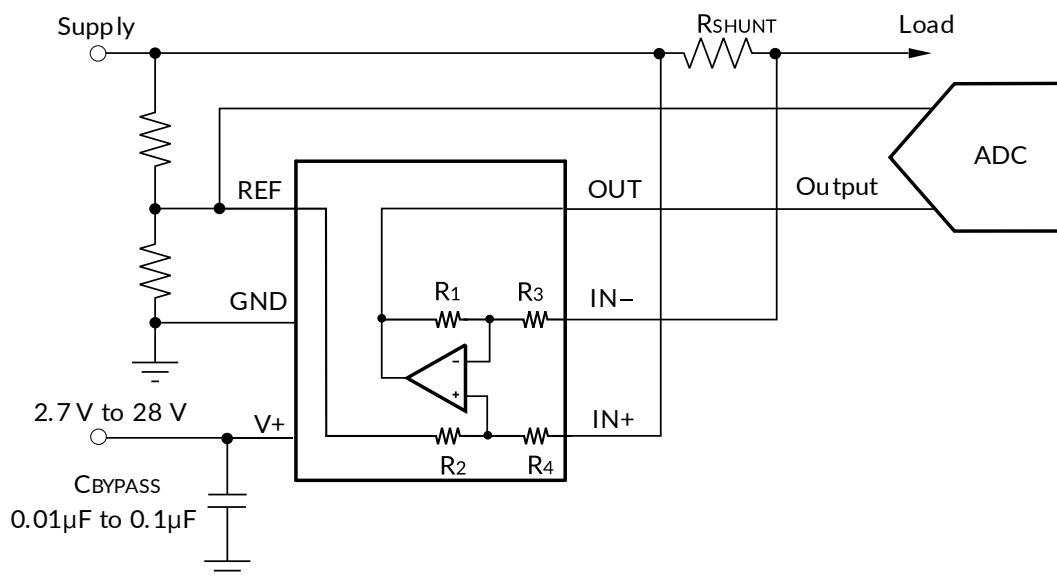 Supply
RSHUNT
Load
ADC
REF
OUT
Output
GND
R1
R3
IN−
−
+
2.7 V to 28 V
V+
IN+
R2
R4
CBYPASS
0.01µF to 0.1µF